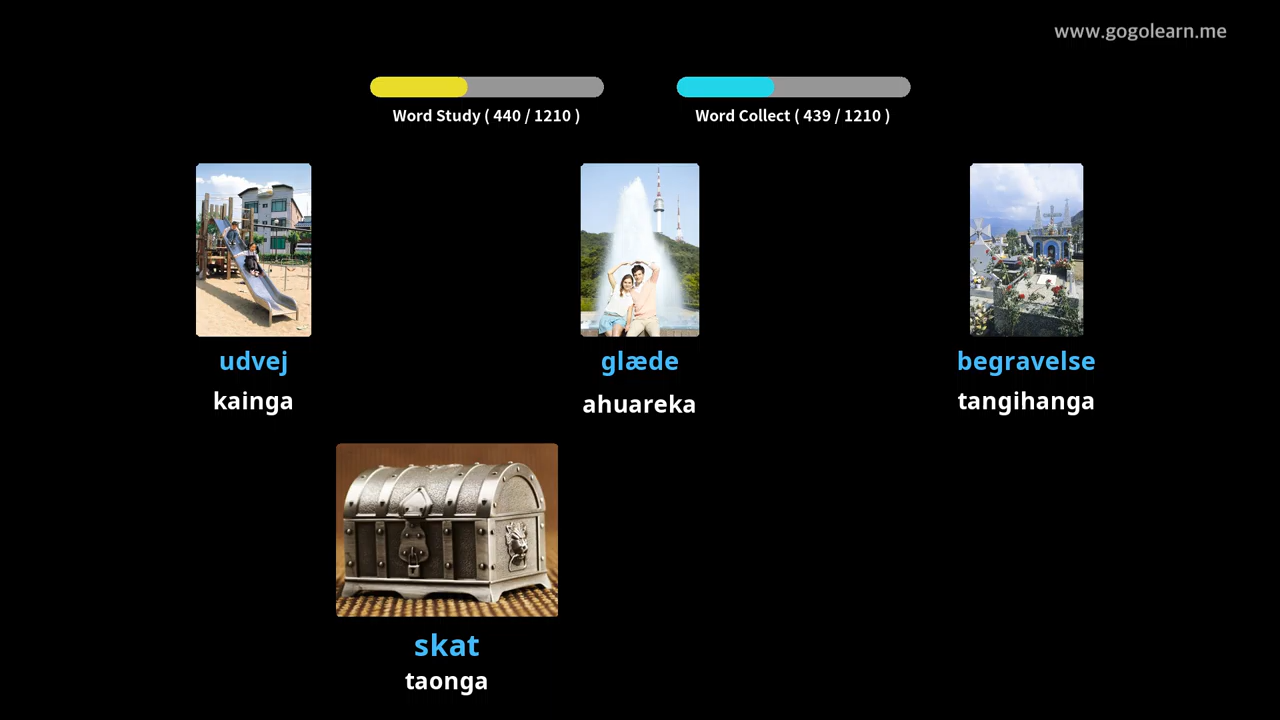 www.gogolearn.me
Word Study ( 440 / 1210 )
Word Collect ( 439 / 1210 )
udvej
kainga
glæde
ahuareka
begravelse
tangihanga
skat
taonga